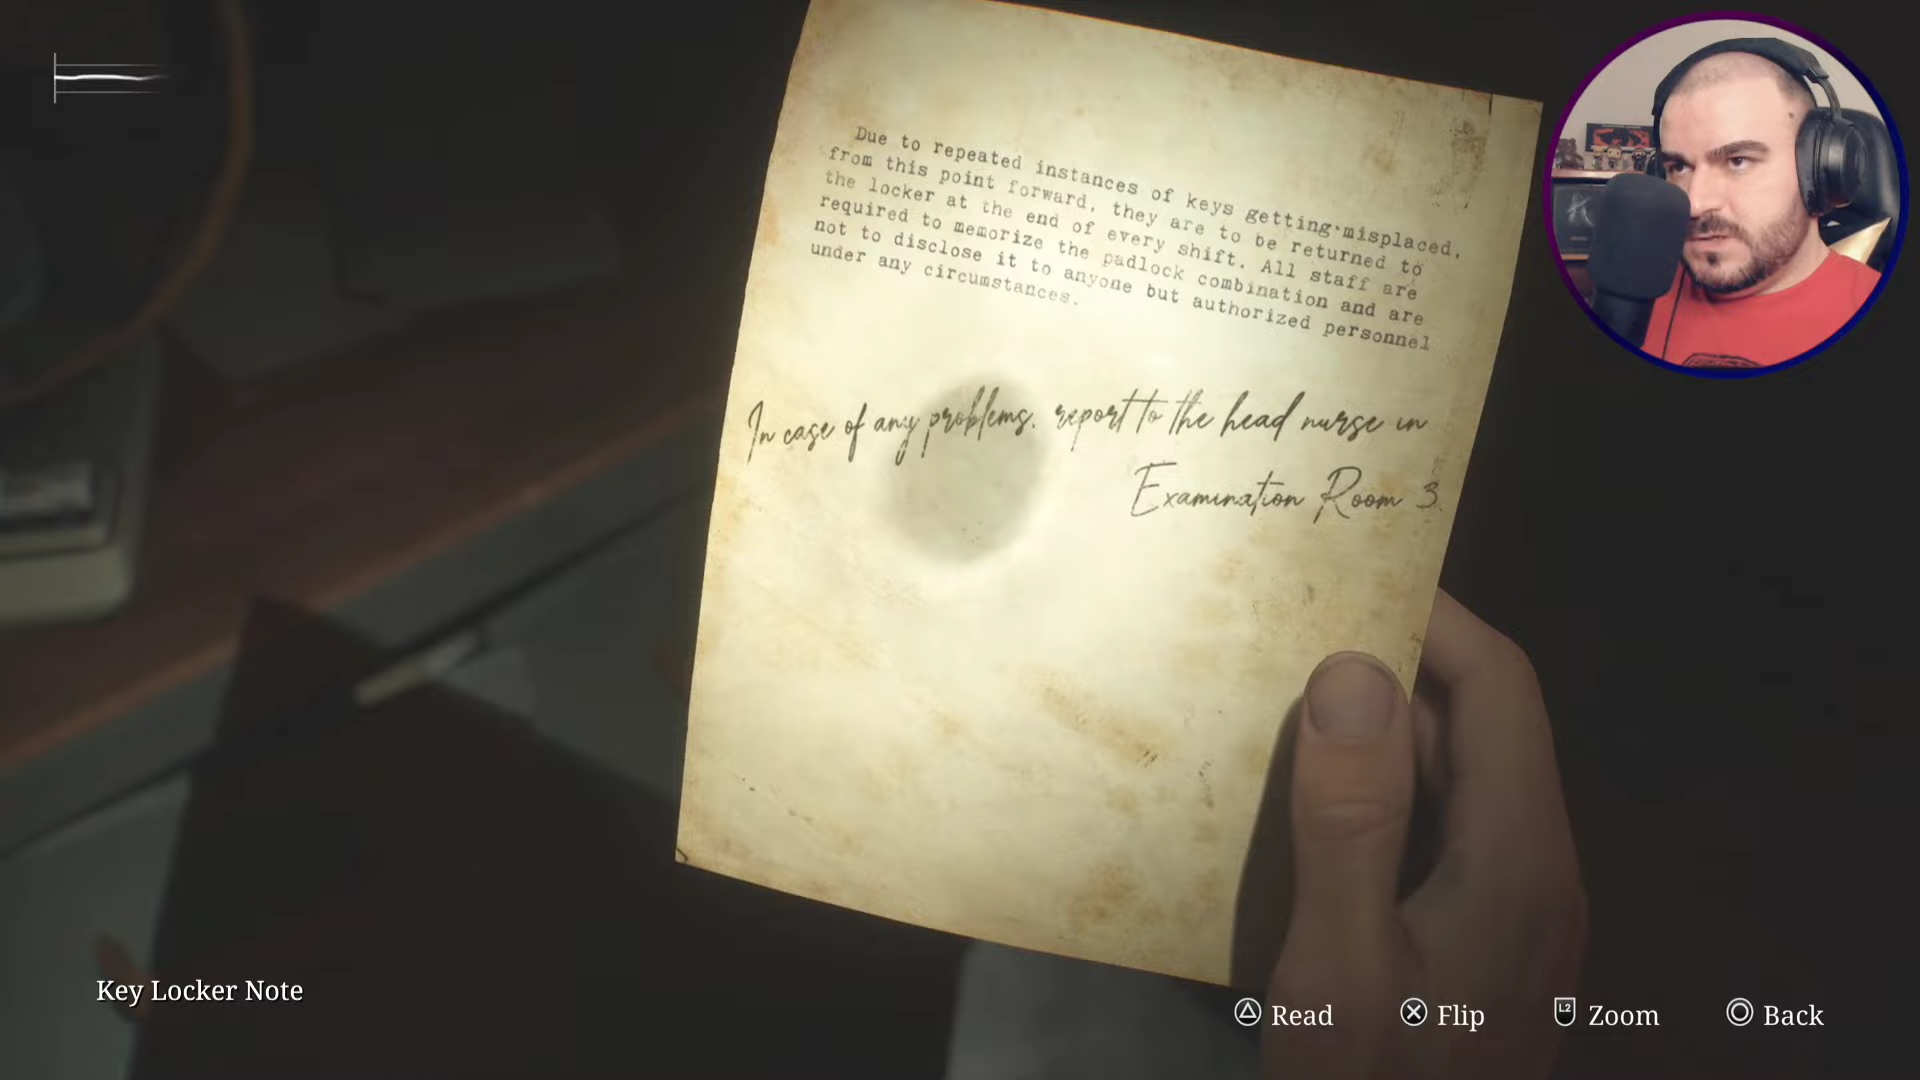 Due to repeated instances of keys getting misplaced,
from this point forward, they are to be returned to
the locker at the end of every shift. All staff are
required to memorize the padlock combination and are
not to disclose it to anyone but authorized personnel
under any circumstances.
In case of any problems, report to the head nurse in
Examination Room 3.
Key Locker Note
Read
Flip
L2 Zoom
Back